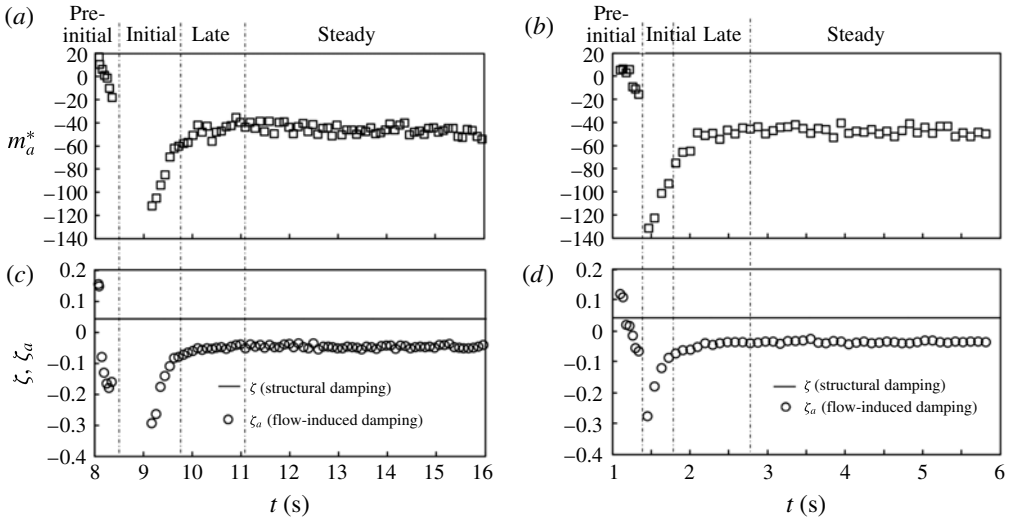 (a)
Pre-
initial Initial Late Steady
20
0
−20
−40
−60
−80
−100
−120
−140
m*a
(b)
Pre-
initial Initial Late Steady
20
0
−20
−40
−60
−80
−100
−120
−140
(c)
0.2
0.1
0
−0.1
−0.2
−0.3
−0.4
ζ, ζa
ζ (structural damping)
ζa (flow-induced damping)
8 9 10 11 12 13 14 15 16
t (s)
(d)
0.2
0.1
0
−0.1
−0.2
−0.3
−0.4
ζ (structural damping)
ζa (flow-induced damping)
1 2 3 4 5 6
t (s)